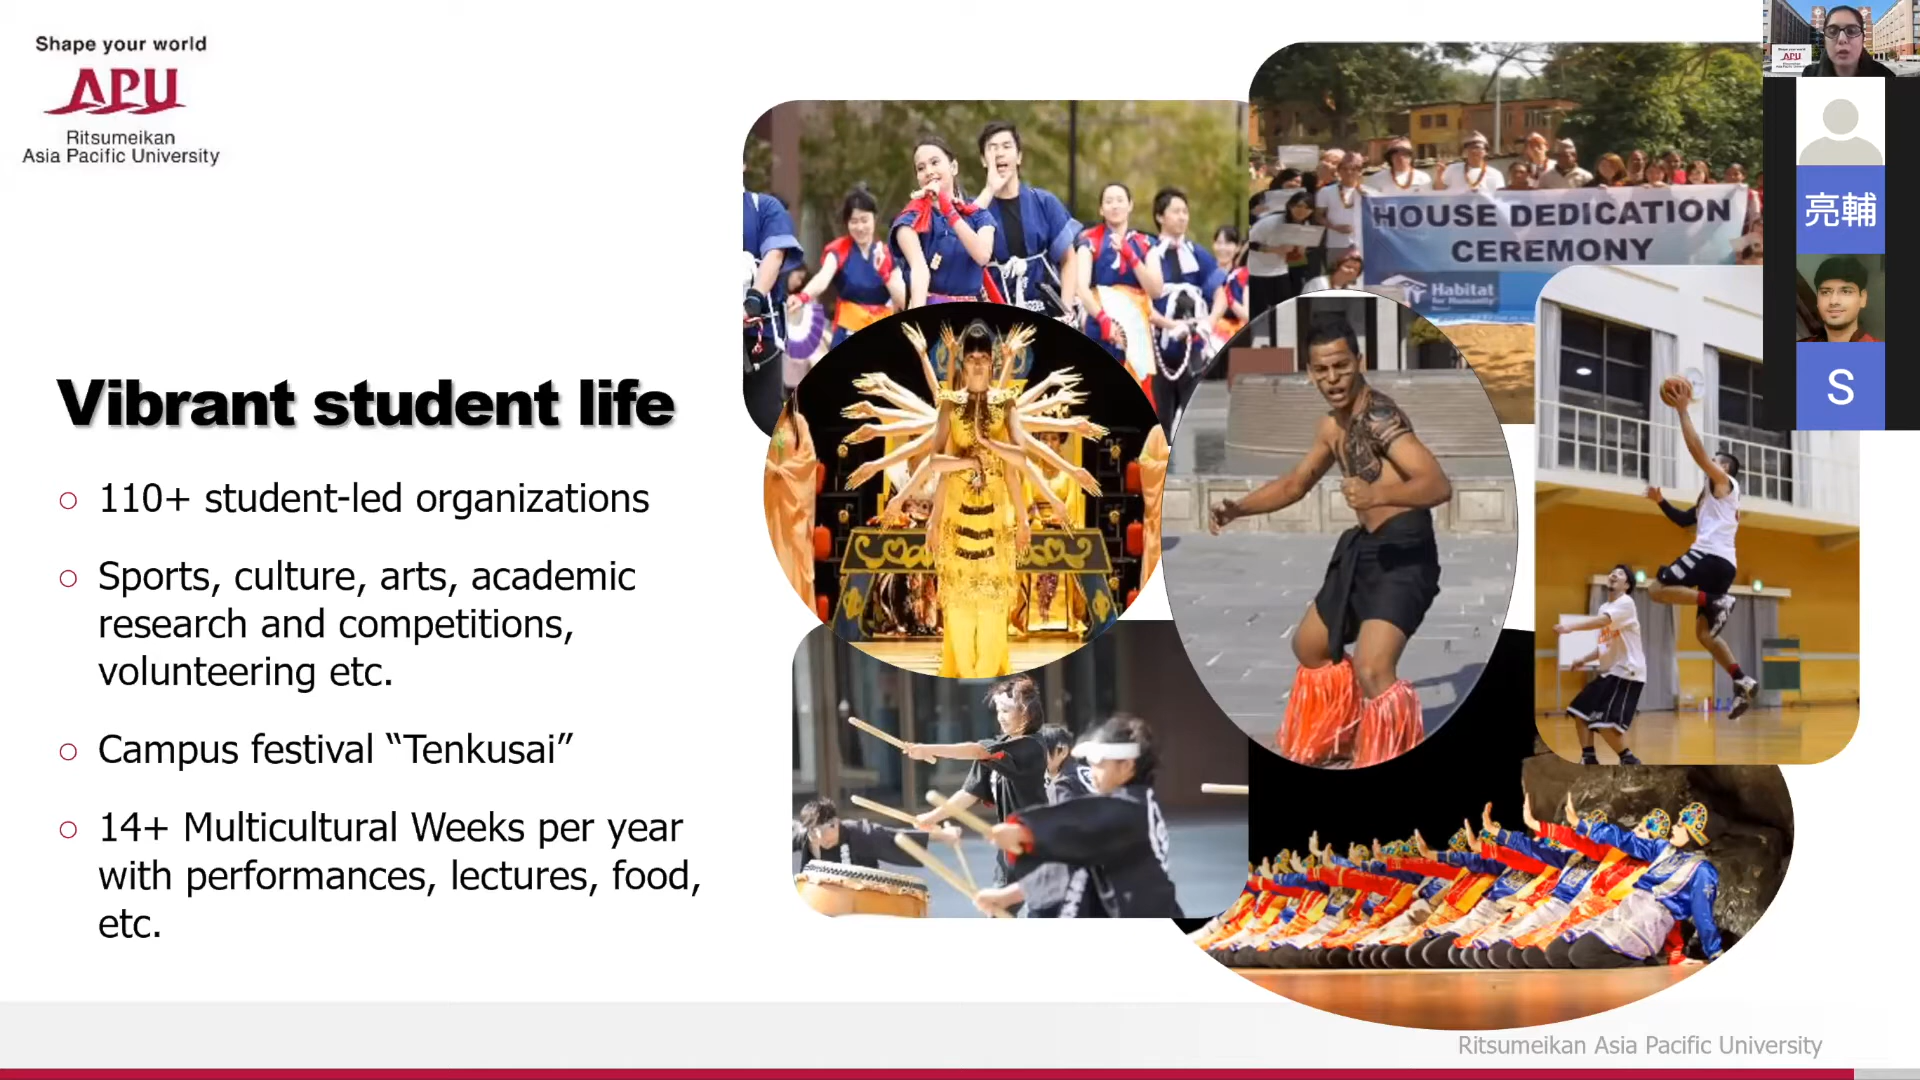 Shape your world
APU
Ritsumeikan
Asia Pacific University
Vibrant student life
110+ student-led organizations
Sports, culture, arts, academic
research and competitions,
volunteering etc.
Campus festival “Tenkusai”
14+ Multicultural Weeks per year
with performances, lectures, food,
etc.
HOUSE DEDICATION
CEREMONY
Habitat
for Humanity
APU
亮輔
S
Ritsumeikan Asia Pacific University